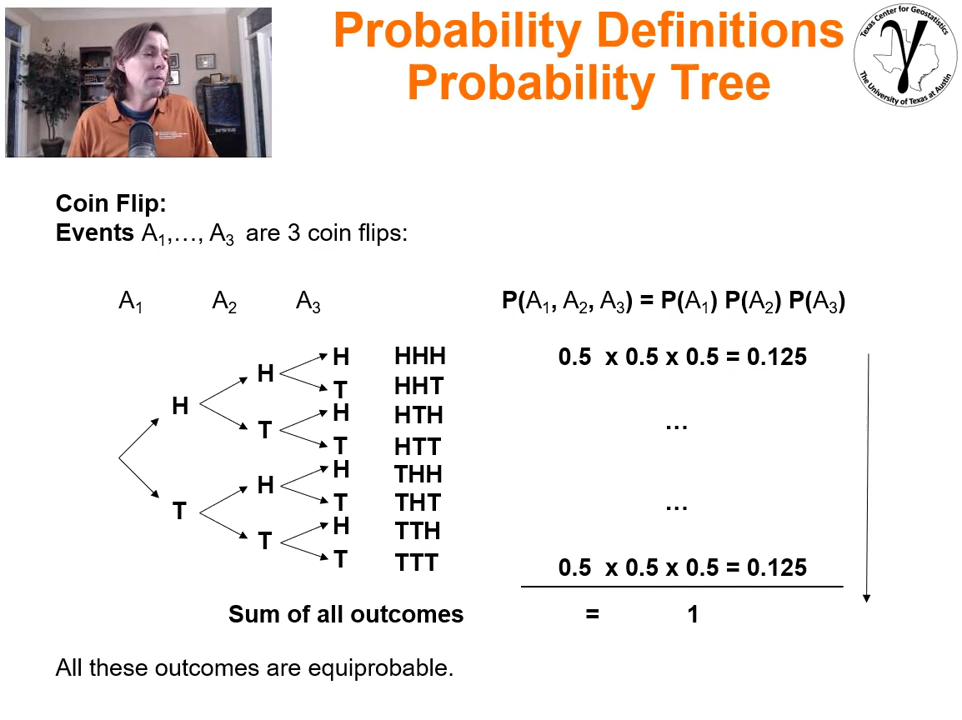 Probability Definitions
Probability Tree
Texas Center for Geostatistics
γ
The University of Texas at Austin
Coin Flip:
Events A₁,…, A₃ are 3 coin flips:
A₁ A₂ A₃ P(A₁, A₂, A₃) = P(A₁) P(A₂) P(A₃)
H HHH 0.5 x 0.5 x 0.5 = 0.125
H
T HHT
H
H HTH
T …
T HTT
H THH
H
T THT …
T
H TTH
T
T TTT 0.5 x 0.5 x 0.5 = 0.125
Sum of all outcomes = 1
All these outcomes are equiprobable.